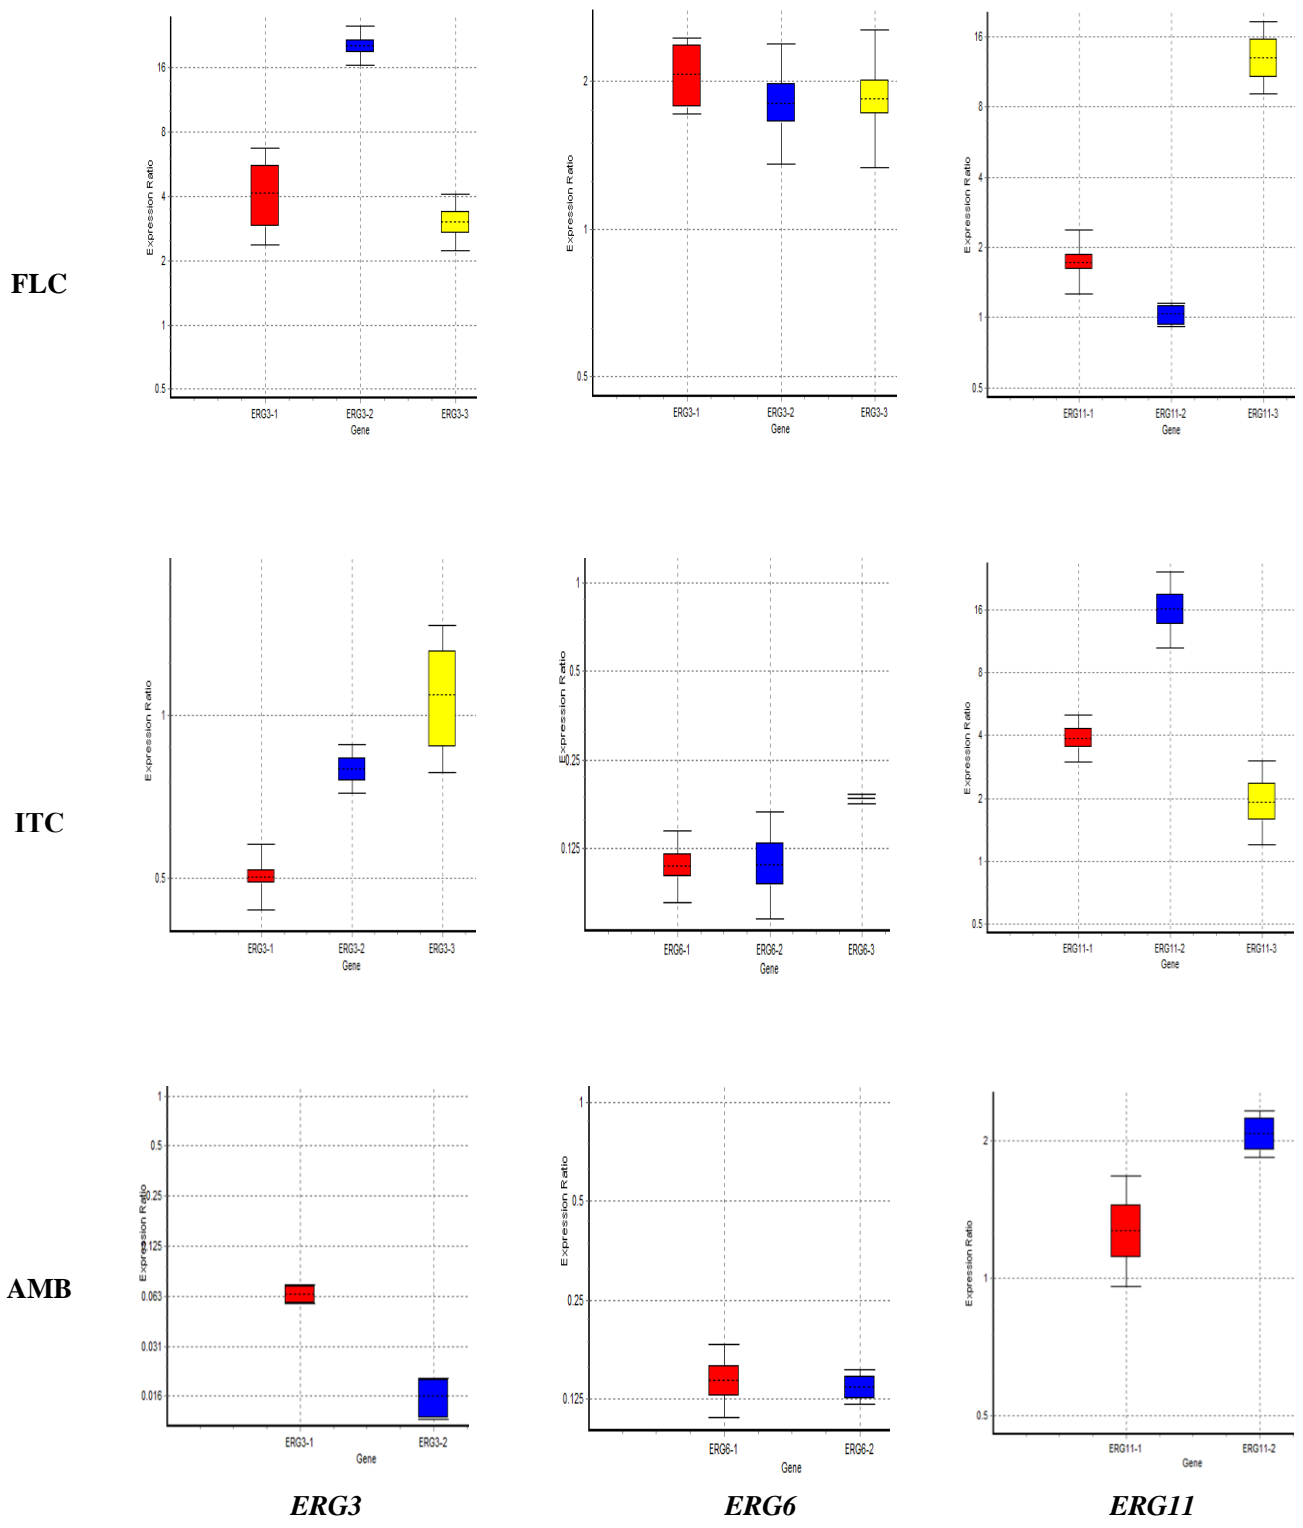 FLC
Expression Ratio
16
8
4
2
1
0.5
ERG3-1 ERG3-2 ERG3-3
Gene
Expression Ratio
2
1
0.5
ERG3-1 ERG3-2 ERG3-3
Gene
Expression Ratio
16
8
4
2
1
0.5
ERG11-1 ERG11-2 ERG11-3
Gene
ITC
Expression Ratio
1
0.5
ERG3-1 ERG3-2 ERG3-3
Gene
Expression Ratio
1
0.5
0.25
0.125
ERG6-1 ERG6-2 ERG6-3
Gene
Expression Ratio
16
8
4
2
1
0.5
ERG11-1 ERG11-2 ERG11-3
Gene
AMB
Expression Ratio
1
0.5
0.25
0.125
0.063
0.031
0.016
ERG3-1 ERG3-2
Gene
Expression Ratio
1
0.5
0.25
0.125
ERG6-1 ERG6-2
Gene
Expression Ratio
2
1
0.5
ERG11-1 ERG11-2
Gene
ERG3 ERG6 ERG11